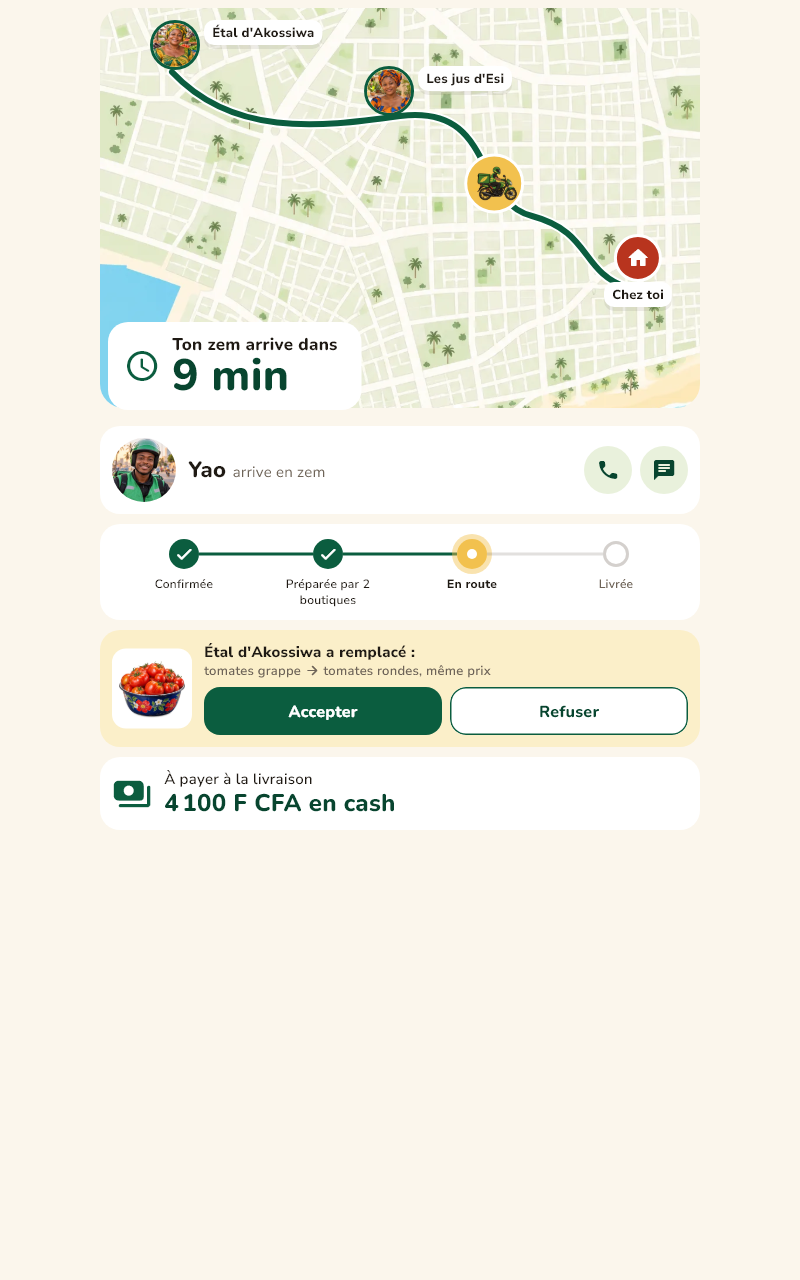 Étal d'Akossiwa
Les jus d'Esi
Chez toi
Ton zem arrive dans
9 min
Yao arrive en zem
Confirmée
Préparée par 2
boutiques
En route
Livrée
Étal d'Akossiwa a remplacé :
tomates grappe → tomates rondes, même prix
Accepter
Refuser
À payer à la livraison
4 100 F CFA en cash